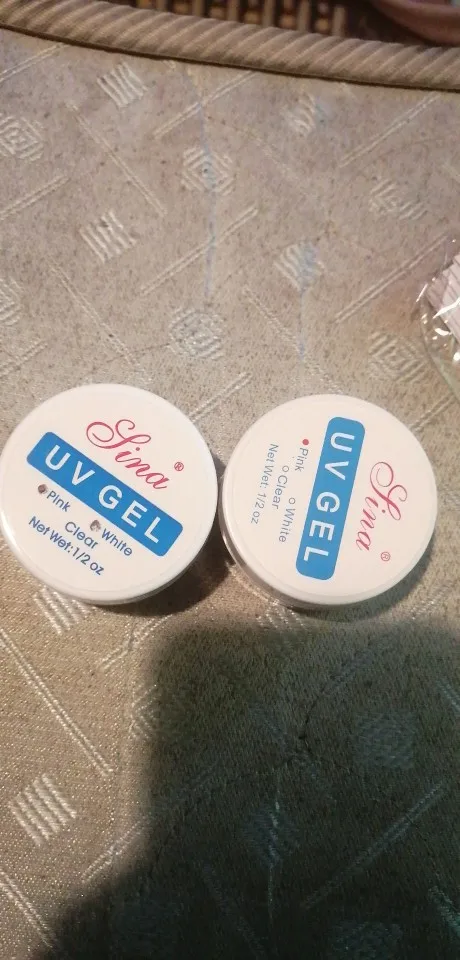 Sina®
UV GEL
Pink White
Clear
Net Wet:1/2 oz
Sina®
UV GEL
Pink White
Clear
Net Wet: 1/2 oz